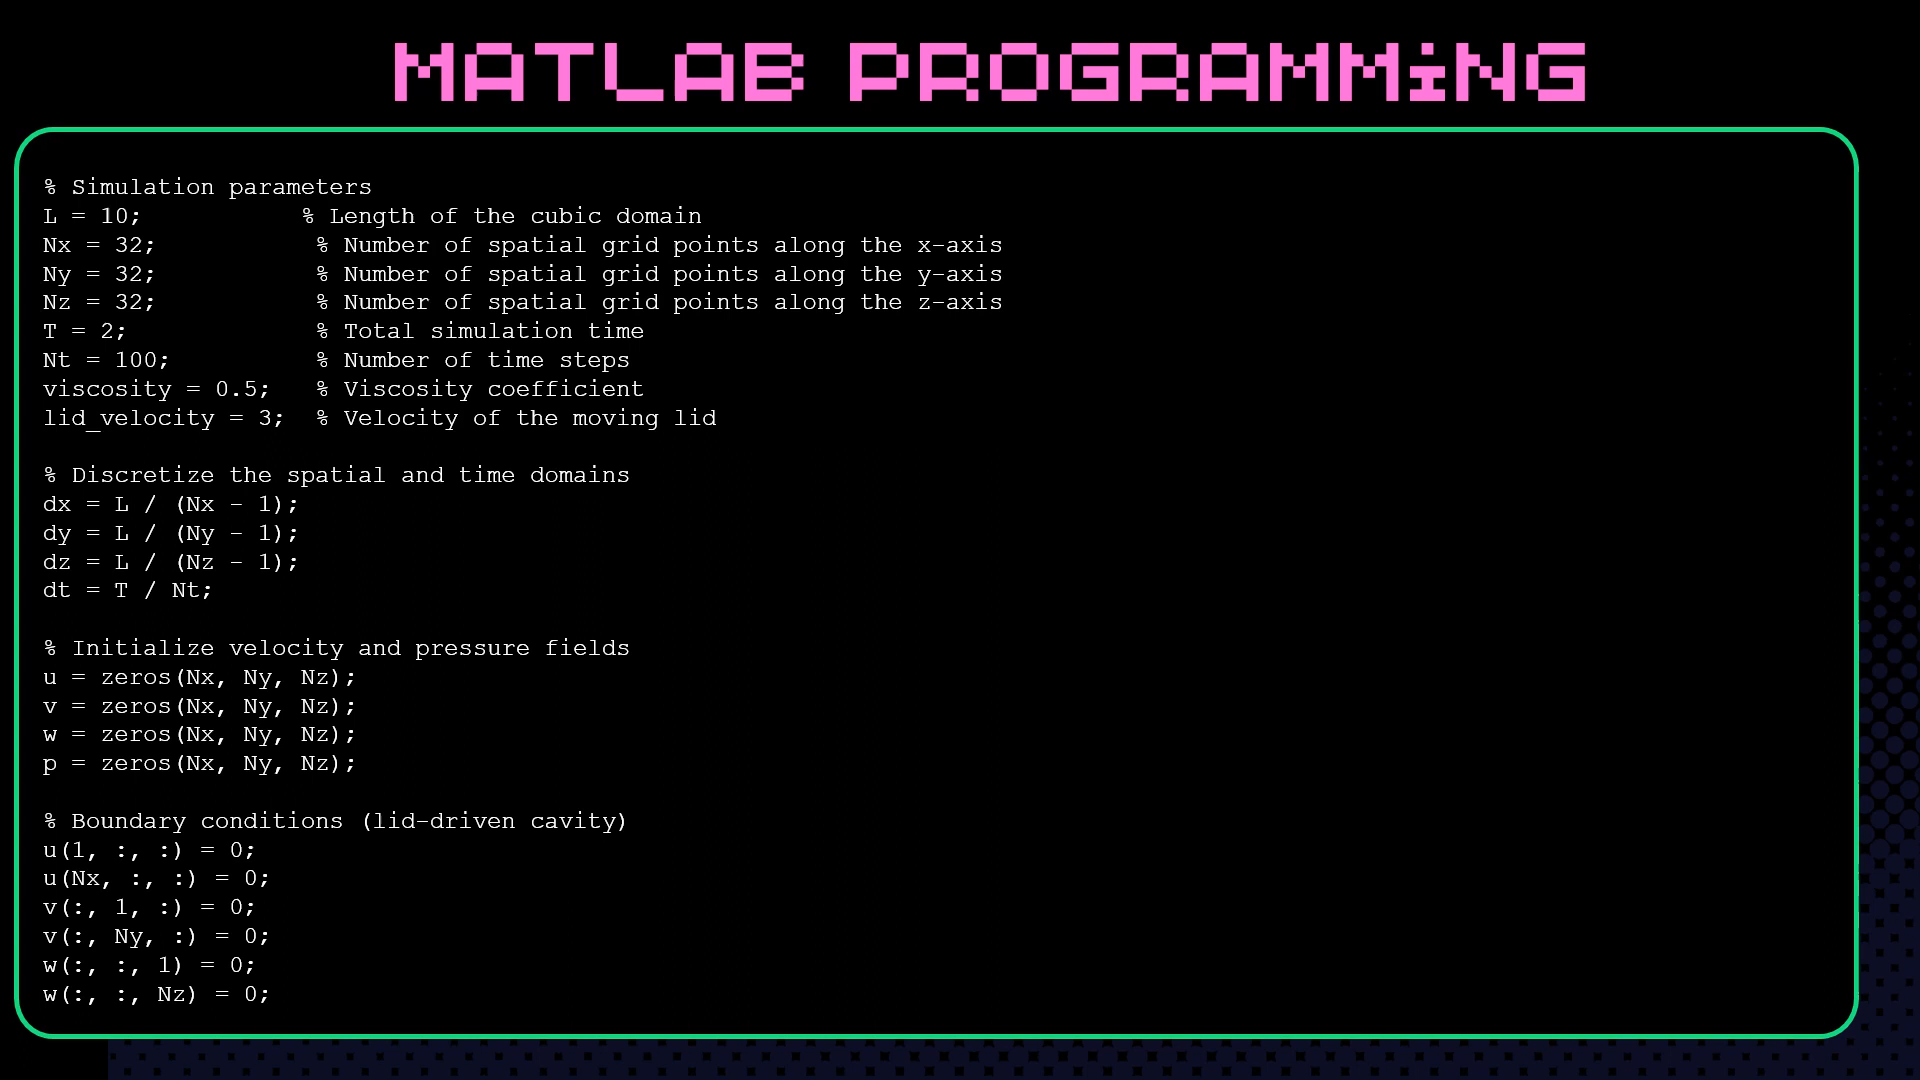 MATLAB PROGRAMMING
% Simulation parameters
L = 10;           % Length of the cubic domain
Nx = 32;           % Number of spatial grid points along the x-axis
Ny = 32;           % Number of spatial grid points along the y-axis
Nz = 32;           % Number of spatial grid points along the z-axis
T = 2;             % Total simulation time
Nt = 100;          % Number of time steps
viscosity = 0.5;   % Viscosity coefficient
lid_velocity = 3;  % Velocity of the moving lid
% Discretize the spatial and time domains
dx = L / (Nx - 1);
dy = L / (Ny - 1);
dz = L / (Nz - 1);
dt = T / Nt;
% Initialize velocity and pressure fields
u = zeros(Nx, Ny, Nz);
v = zeros(Nx, Ny, Nz);
w = zeros(Nx, Ny, Nz);
p = zeros(Nx, Ny, Nz);
% Boundary conditions (lid-driven cavity)
u(1, :, :) = 0;
u(Nx, :, :) = 0;
v(:, 1, :) = 0;
v(:, Ny, :) = 0;
w(:, :, 1) = 0;
w(:, :, Nz) = 0;